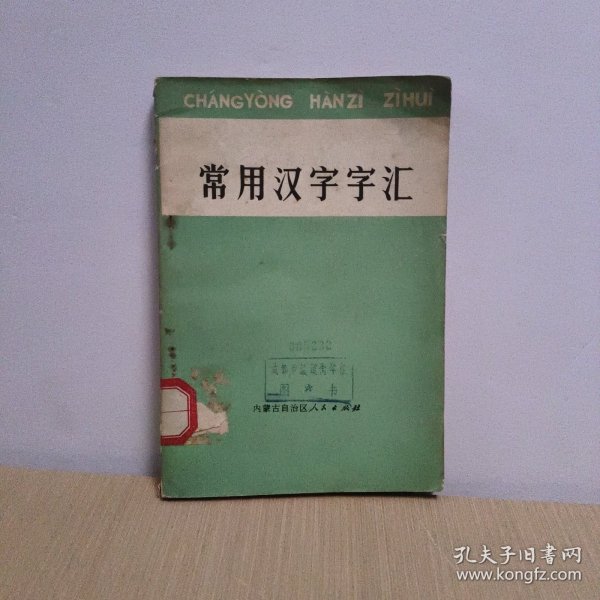 CHÁNGYÒNG HÀNZÌ ZÌHUÌ
常用汉字字汇
图书
内蒙古自治区人民出版社
孔夫子旧书网
www.kongfz.com